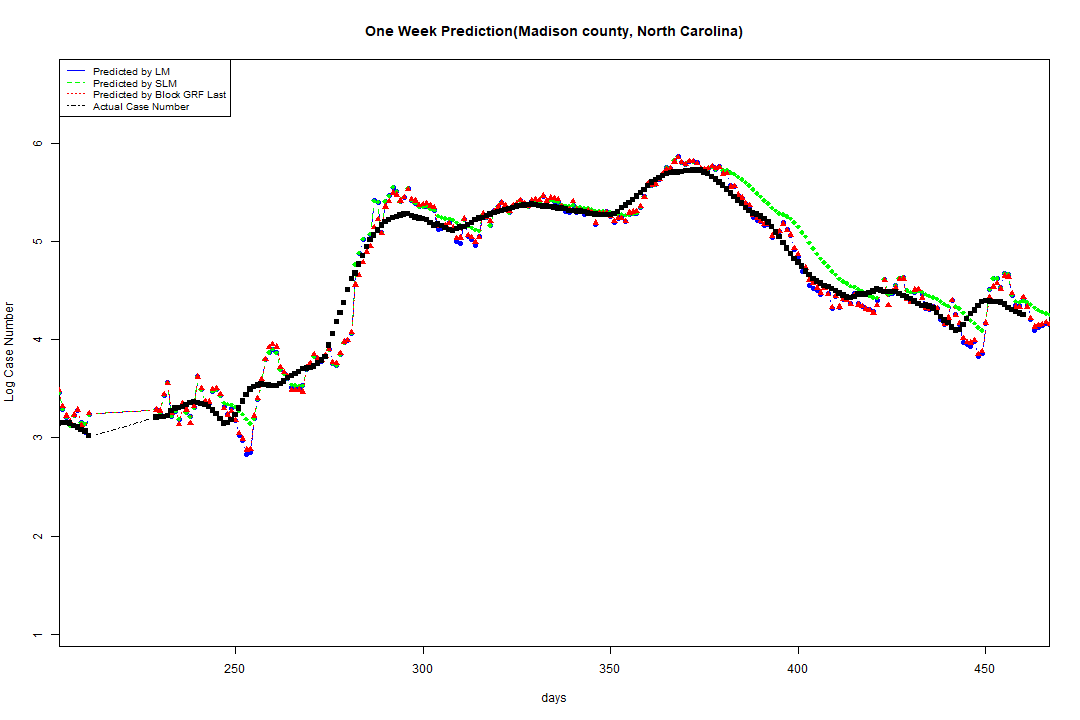 One Week Prediction(Madison county, North Carolina)
Predicted by LM
Predicted by SLM
Predicted by Block GRF Last
Actual Case Number
6
5
4
3
2
1
Log Case Number
250 300 350 400 450
days